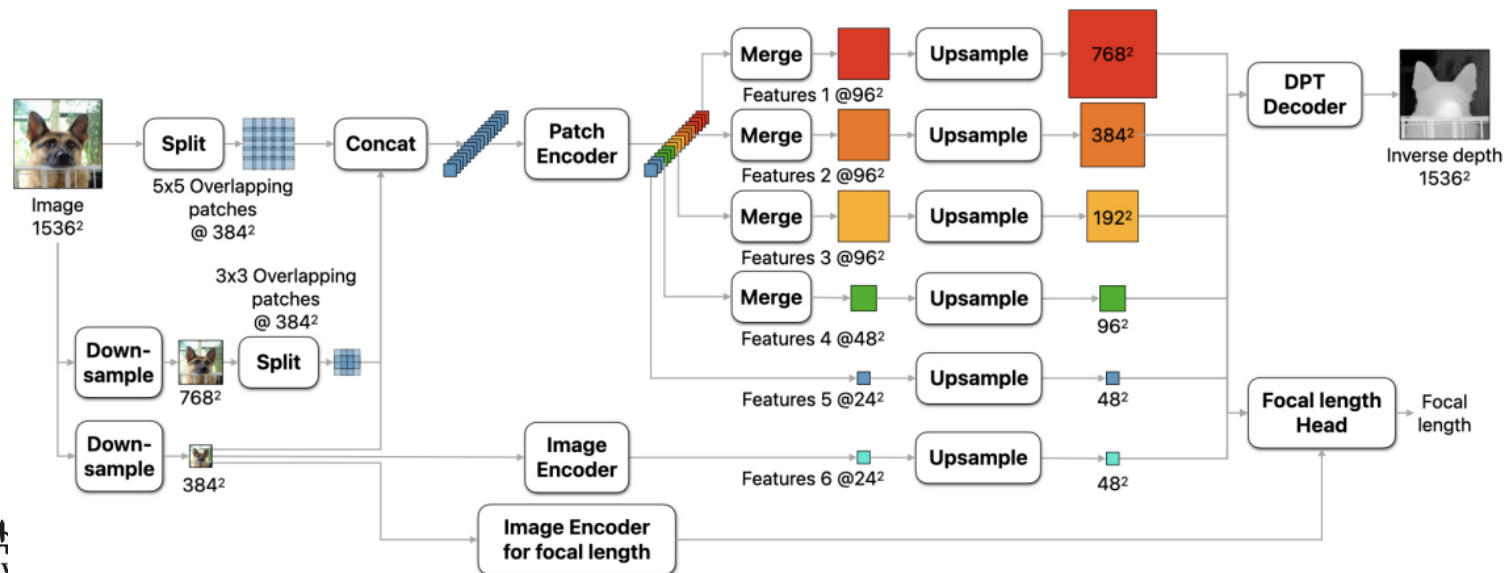 Image
1536²
Split
5x5 Overlapping
patches
@ 384²
Concat
Patch
Encoder
Down-
sample
768²
3x3 Overlapping
patches
@ 384²
Split
Down-
sample
384²
Image
Encoder
Image Encoder
for focal length
Merge
Features 1 @96²
Upsample
768²
Merge
Features 2 @96²
Upsample
384²
Merge
Features 3 @96²
Upsample
192²
Merge
Features 4 @48²
Upsample
96²
Features 5 @24²
Upsample
48²
Features 6 @24²
Upsample
48²
DPT
Decoder
Inverse depth
1536²
Focal length
Head
Focal
length